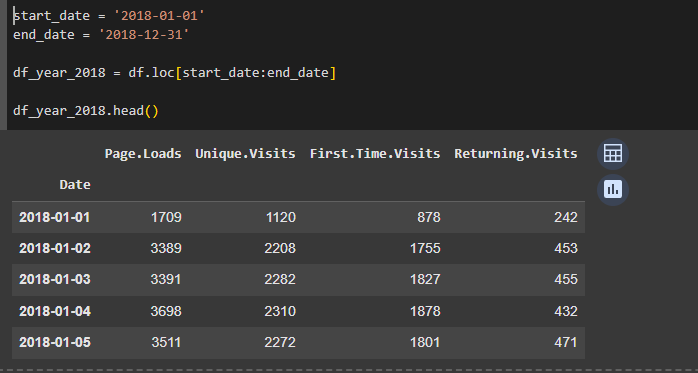 start_date = '2018-01-01'
end_date = '2018-12-31'
df_year_2018 = df.loc[start_date:end_date]
df_year_2018.head()
Page.Loads Unique.Visits First.Time.Visits Returning.Visits
Date
2018-01-01 1709 1120 878 242
2018-01-02 3389 2208 1755 453
2018-01-03 3391 2282 1827 455
2018-01-04 3698 2310 1878 432
2018-01-05 3511 2272 1801 471